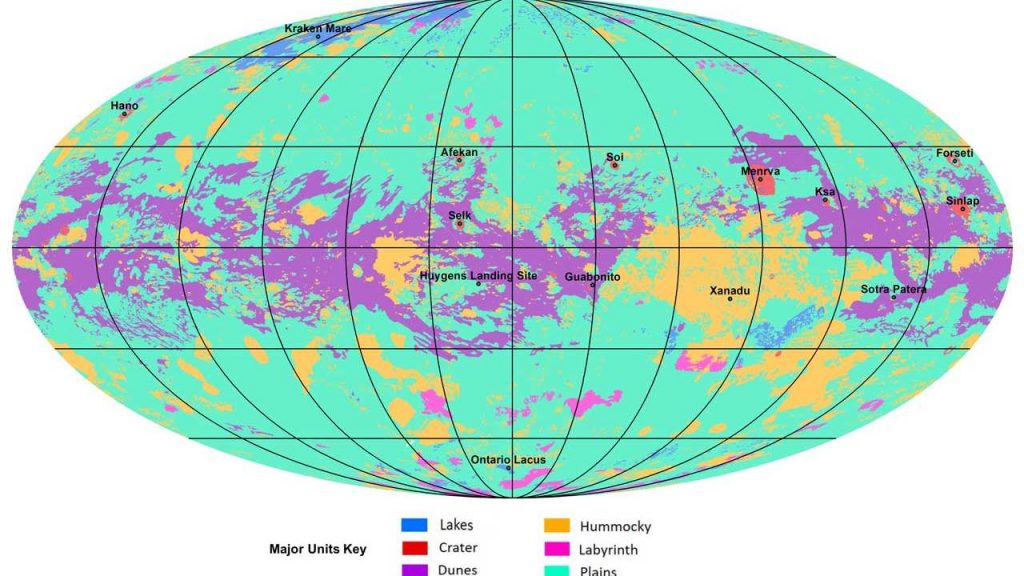 Kraken Mare
Hano
Afekan
Soi
Forseti
Menrva
Ksa
Sinlap
Selk
Huygens Landing Site
Guabonito
Xanadu
Sotra Patera
Ontario Lacus
Major Units Key
Lakes
Crater
Dunes
Hummocky
Labyrinth
Plains